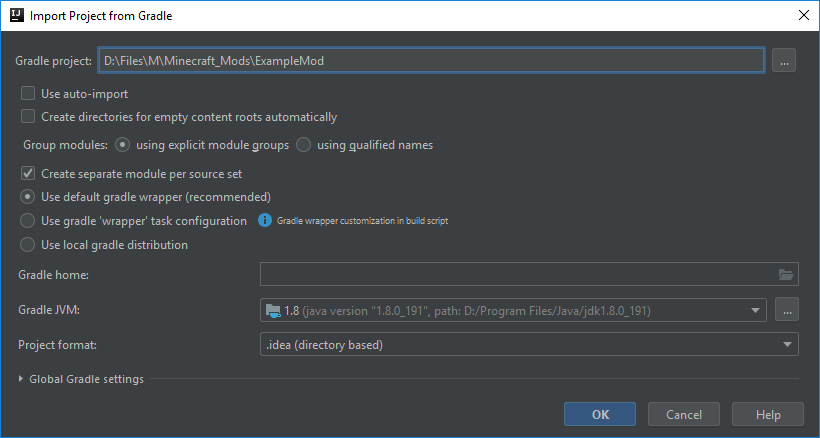 IJ Import Project from Gradle
Gradle project: D:\Files\M\Minecraft_Mods\ExampleMod ...
Use auto-import
Create directories for empty content roots automatically
Group modules: using explicit module groups using qualified names
Create separate module per source set
Use default gradle wrapper (recommended)
Use gradle 'wrapper' task configuration i Gradle wrapper customization in build script
Use local gradle distribution
Gradle home:
Gradle JVM: 1.8 (java version "1.8.0_191", path: D:/Program Files/Java/jdk1.8.0_191) ...
Project format: .idea (directory based)
Global Gradle settings
OK Cancel Help